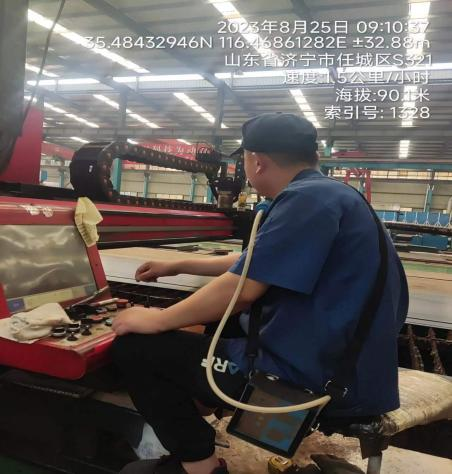 2023年8月25日 09:10:37
35.48432946N 116.46861282E ±32.88m
山东省济宁市任城区S321
速度:1.5公里/小时
海拔:90.1米
索引号: 1328